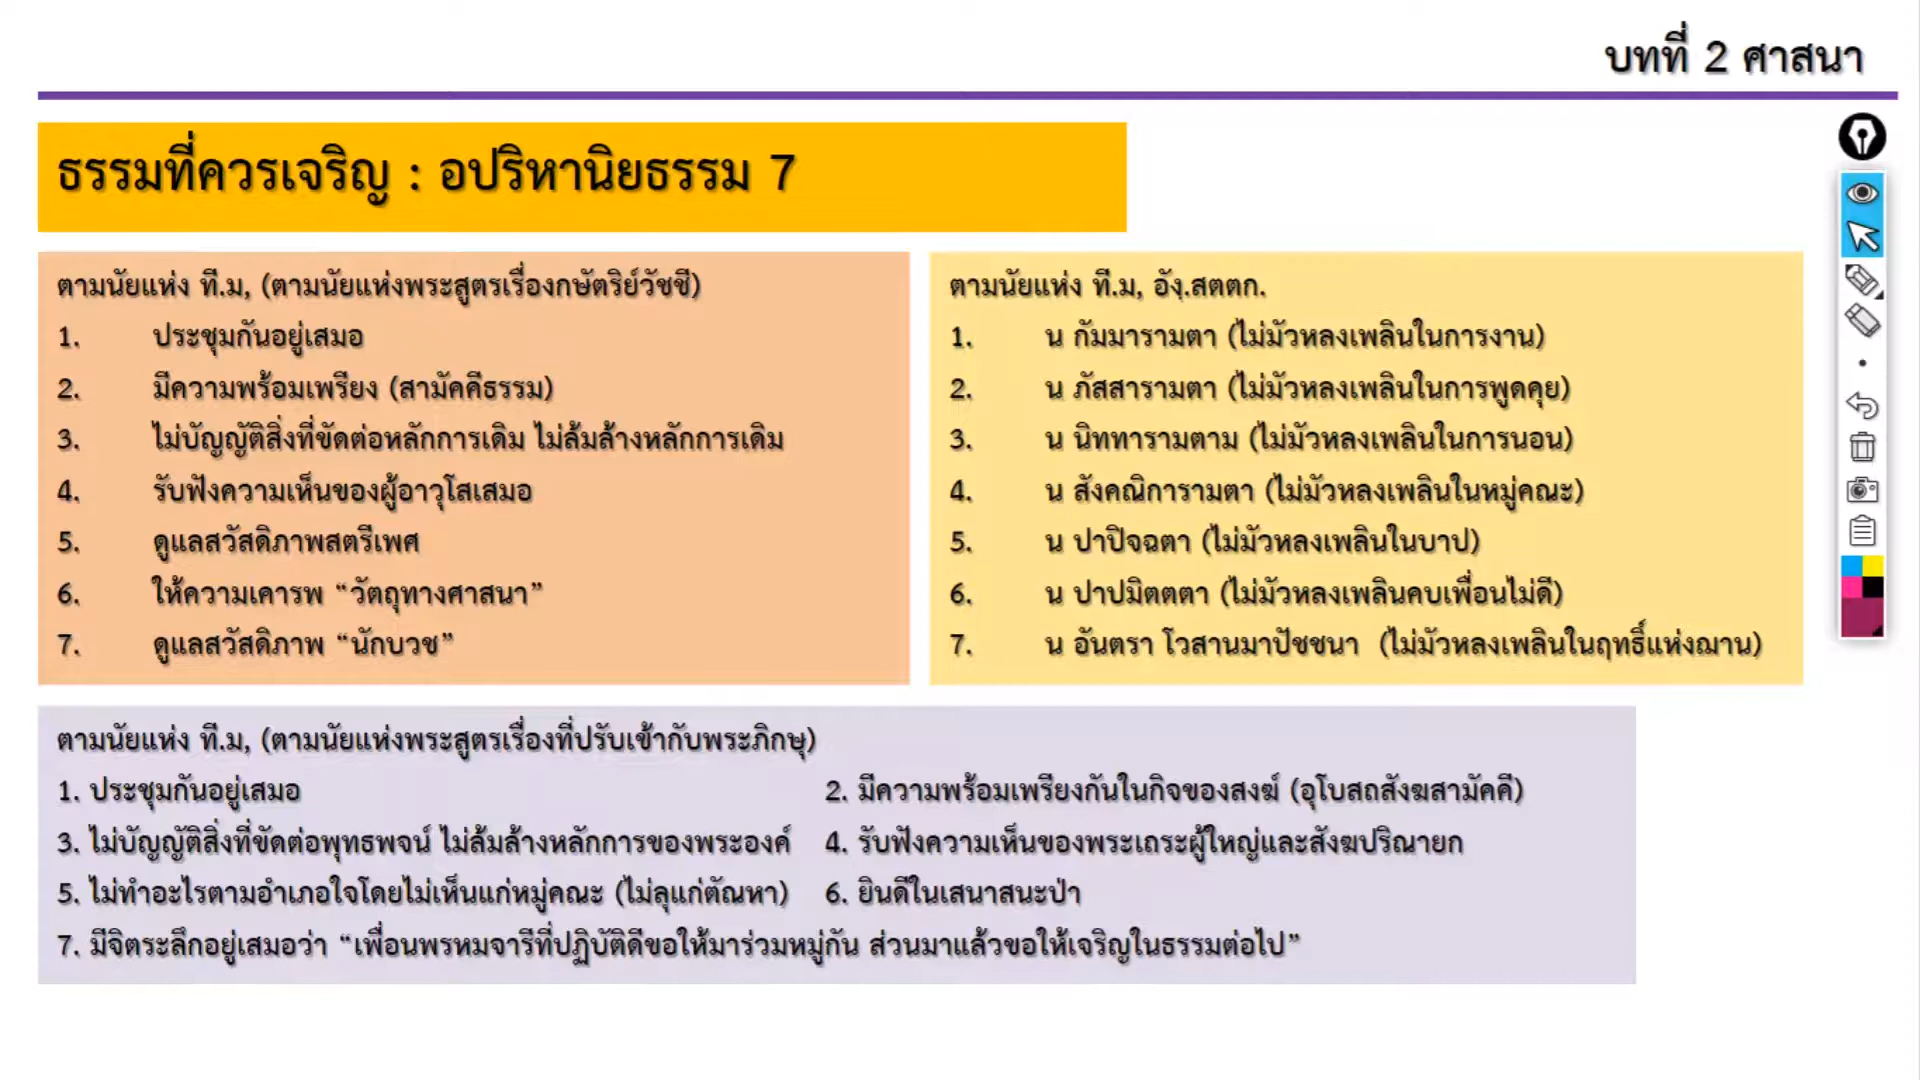 บทที่ 2 ศาสนา
ธรรมที่ควรเจริญ : อปริหานิยธรรม 7
ตามนัยแห่ง ที.ม, (ตามนัยแห่งพระสูตรเรื่องกษัตริย์วัชชี)
1. ประชุมกันอยู่เสมอ
2. มีความพร้อมเพรียง (สามัคคีธรรม)
3. ไม่บัญญัติสิ่งที่ขัดต่อหลักการเดิม ไม่ล้มล้างหลักการเดิม
4. รับฟังความเห็นของผู้อาวุโสเสมอ
5. ดูแลสวัสดิภาพสตรีเพศ
6. ให้ความเคารพ “วัตถุทางศาสนา”
7. ดูแลสวัสดิภาพ “นักบวช”
ตามนัยแห่ง ที.ม, อังฺ.สตตก.
1. น กัมมารามตา (ไม่มัวหลงเพลินในการงาน)
2. น ภัสสารามตา (ไม่มัวหลงเพลินในการพูดคุย)
3. น นิททารามตาม (ไม่มัวหลงเพลินในการนอน)
4. น สังคณิการามตา (ไม่มัวหลงเพลินในหมู่คณะ)
5. น ปาปิจฉตา (ไม่มัวหลงเพลินในบาป)
6. น ปาปมิตตตา (ไม่มัวหลงเพลินคบเพื่อนไม่ดี)
7. น อันตรา โวสานมาปัชชนา (ไม่มัวหลงเพลินในฤทธิ์แห่งฌาน)
ตามนัยแห่ง ที.ม, (ตามนัยแห่งพระสูตรเรื่องที่ปรับเข้ากับพระภิกษุ)
1. ประชุมกันอยู่เสมอ 2. มีความพร้อมเพรียงกันในกิจของสงฆ์ (อุโบสถสังฆสามัคคี)
3. ไม่บัญญัติสิ่งที่ขัดต่อพุทธพจน์ ไม่ล้มล้างหลักการของพระองค์ 4. รับฟังความเห็นของพระเถระผู้ใหญ่และสังฆปริณายก
5. ไม่ทำอะไรตามอำเภอใจโดยไม่เห็นแก่หมู่คณะ (ไม่ลุแก่ตัณหา) 6. ยินดีในเสนาสนะป่า
7. มีจิตระลึกอยู่เสมอว่า “เพื่อนพรหมจารีที่ปฏิบัติดีขอให้มาร่วมหมู่กัน ส่วนมาแล้วขอให้เจริญในธรรมต่อไป”